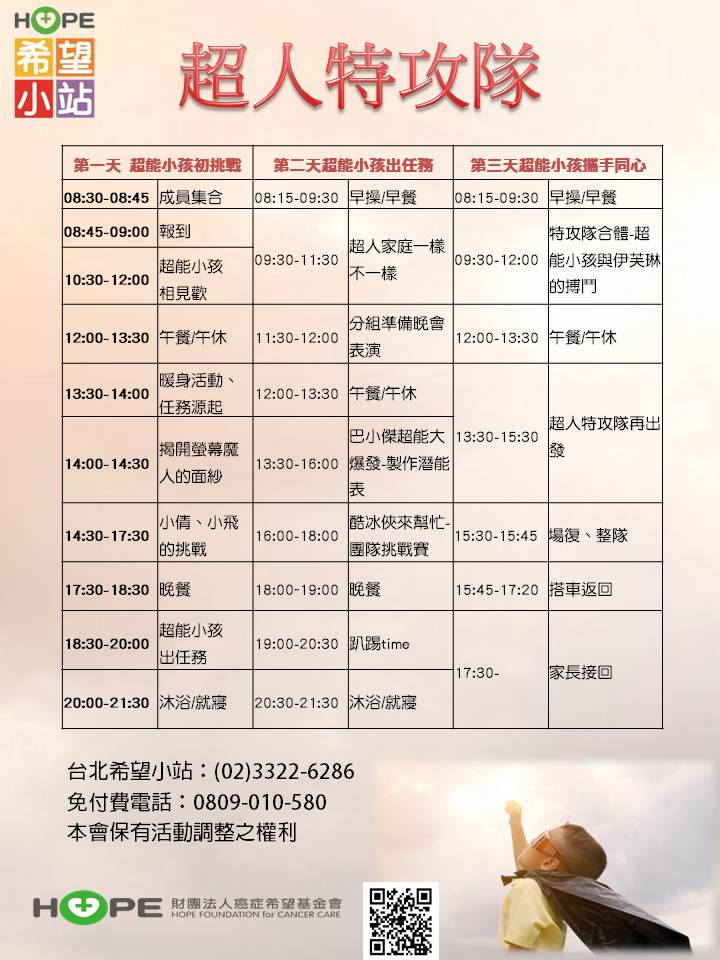 HOPE
希望
小站
超人特攻隊
第一天 超能小孩初挑戰
第二天超能小孩出任務
第三天超能小孩攜手同心
08:30-08:45 成員集合
08:15-09:30 早操/早餐
08:15-09:30 早操/早餐
08:45-09:00 報到
09:30-11:30
超人家庭一樣
不一樣
09:30-12:00
特攻隊合體-超
能小孩與伊芙琳
的搏鬥
10:30-12:00
超能小孩
相見歡
12:00-13:30 午餐/午休
11:30-12:00
分組準備晚會
表演
12:00-13:30 午餐/午休
13:30-14:00
暖身活動、
任務源起
12:00-13:30 午餐/午休
13:30-15:30
超人特攻隊再出
發
14:00-14:30
揭開螢幕魔
人的面紗
13:30-16:00
巴小傑超能大
爆發-製作潛能
表
14:30-17:30
小倩、小飛
的挑戰
16:00-18:00
酷冰俠來幫忙-
團隊挑戰賽
15:30-15:45 場復、整隊
17:30-18:30 晚餐
18:00~19:00 晚餐
15:45-17:20 搭車返回
18:30-20:00
超能小孩
出任務
19:00-20:30 趴踢time
17:30- 家長接回
20:00-21:30 沐浴/就寢
20:30-21:30 沐浴/就寢
台北希望小站：(02)3322-6286
免付費電話：0809-010-580
本會保有活動調整之權利
HOPE 財團法人癌症希望基金會
HOPE FOUNDATION for CANCER CARE